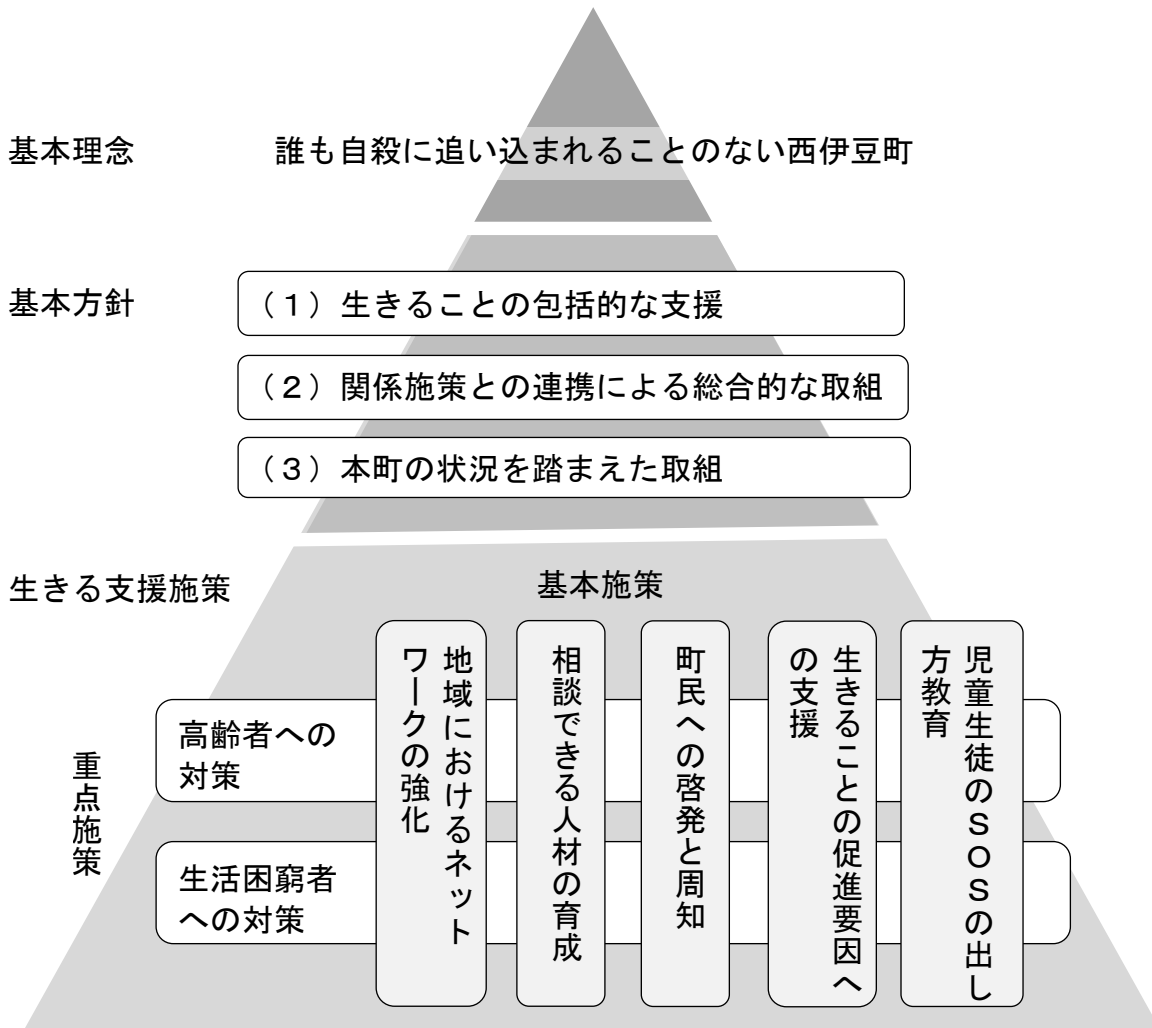 基本理念
誰も自殺に追い込まれることのない西伊豆町
基本方針
（１）生きることの包括的な支援
（２）関係施策との連携による総合的な取組
（３）本町の状況を踏まえた取組
生きる支援施策
基本施策
地域におけるネット
ワークの強化
相談できる人材の育成
町民への啓発と周知
生きることの促進要因へ
の支援
児童生徒のＳＯＳの出し
方教育
重点施策
高齢者への
対策
生活困窮者
への対策